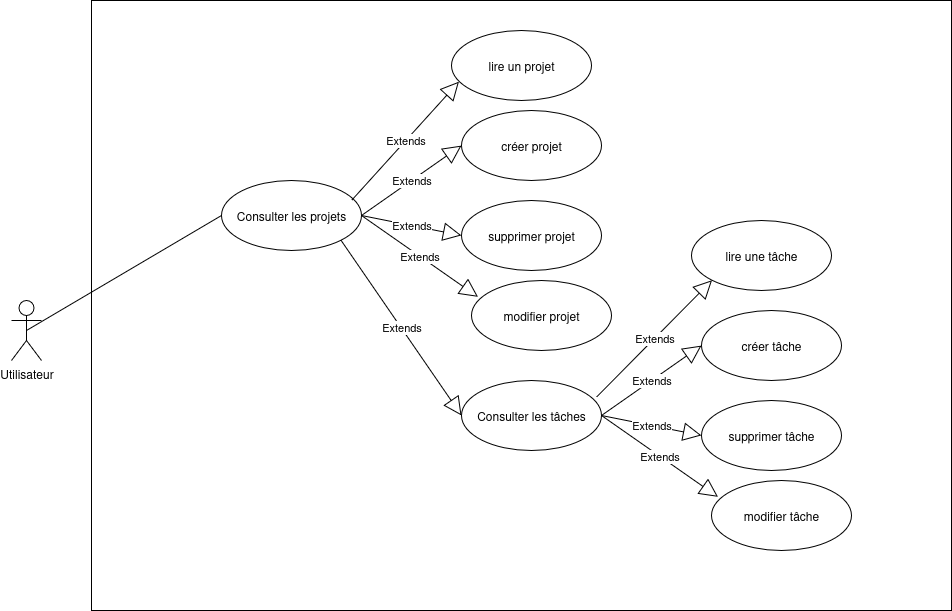 lire un projet
Extends
créer projet
Extends
Consulter les projets
Extends
supprimer projet
Extends
lire une tâche
modifier projet
Extends
Extends
créer tâche
Utilisateur
Extends
Consulter les tâches
Extends
supprimer tâche
Extends
modifier tâche